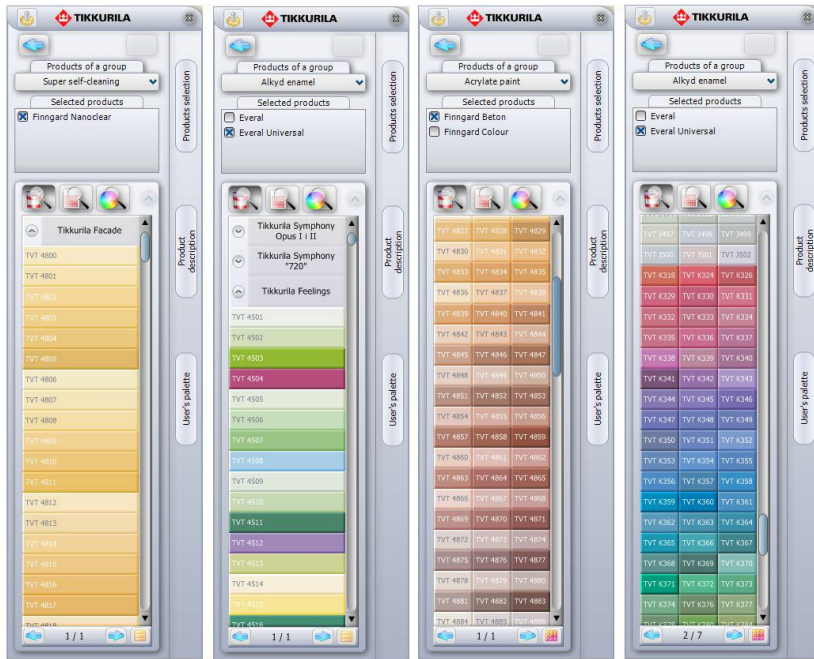 TIKKURILA
Products of a group
Super self-cleaning
Selected products
Finngard Nanoclear
Products selection
Product description
User's palette
Tikkurila Facade
TVT 4800
TVT 4801
TVT 4802
TVT 4803
TVT 4804
TVT 4805
TVT 4806
TVT 4807
TVT 4808
TVT 4809
TVT 4810
TVT 4811
TVT 4812
TVT 4813
TVT 4814
TVT 4815
TVT 4816
TVT 4817
TVT 4818
1 / 1
TIKKURILA
Products of a group
Alkyd enamel
Selected products
Everal
Everal Universal
Products selection
Product description
User's palette
Tikkurila Symphony
Opus I i II
Tikkurila Symphony
"720"
Tikkurila Feelings
TVT 4501
TVT 4502
TVT 4503
TVT 4504
TVT 4505
TVT 4506
TVT 4507
TVT 4508
TVT 4509
TVT 4510
TVT 4511
TVT 4512
TVT 4513
TVT 4514
TVT 4515
TVT 4516
1 / 1
TIKKURILA
Products of a group
Acrylate paint
Selected products
Finngard Beton
Finngard Colour
Products selection
Product description
User's palette
TVT 4827 TVT 4828 TVT 4829
TVT 4830 TVT 4831 TVT 4832
TVT 4833 TVT 4834 TVT 4835
TVT 4836 TVT 4837 TVT 4838
TVT 4839 TVT 4840 TVT 4841
TVT 4842 TVT 4843 TVT 4844
TVT 4845 TVT 4846 TVT 4847
TVT 4848 TVT 4849 TVT 4850
TVT 4851 TVT 4852 TVT 4853
TVT 4854 TVT 4855 TVT 4856
TVT 4857 TVT 4858 TVT 4859
TVT 4860 TVT 4861 TVT 4862
TVT 4863 TVT 4864 TVT 4865
TVT 4866 TVT 4867 TVT 4868
TVT 4869 TVT 4870 TVT 4871
TVT 4872 TVT 4873 TVT 4874
TVT 4875 TVT 4876 TVT 4877
TVT 4878 TVT 4879 TVT 4880
TVT 4881 TVT 4882 TVT 4883
TVT 4884 TVT 4885 TVT 4886
1 / 1
TIKKURILA
Products of a group
Alkyd enamel
Selected products
Everal
Everal Universal
Products selection
Product description
User's palette
TVT J497 TVT J498 TVT J499
TVT J500 TVT J501 TVT J502
TVT K318 TVT K324 TVT K326
TVT K329 TVT K330 TVT K331
TVT K332 TVT K333 TVT K334
TVT K335 TVT K336 TVT K337
TVT K338 TVT K339 TVT K340
TVT K341 TVT K342 TVT K343
TVT K344 TVT K345 TVT K346
TVT K347 TVT K348 TVT K349
TVT K350 TVT K351 TVT K352
TVT K353 TVT K354 TVT K355
TVT K356 TVT K357 TVT K358
TVT K359 TVT K360 TVT K361
TVT K362 TVT K363 TVT K364
TVT K365 TVT K366 TVT K367
TVT K368 TVT K369 TVT K370
TVT K371 TVT K372 TVT K373
TVT K374 TVT K376 TVT K377
2 / 7